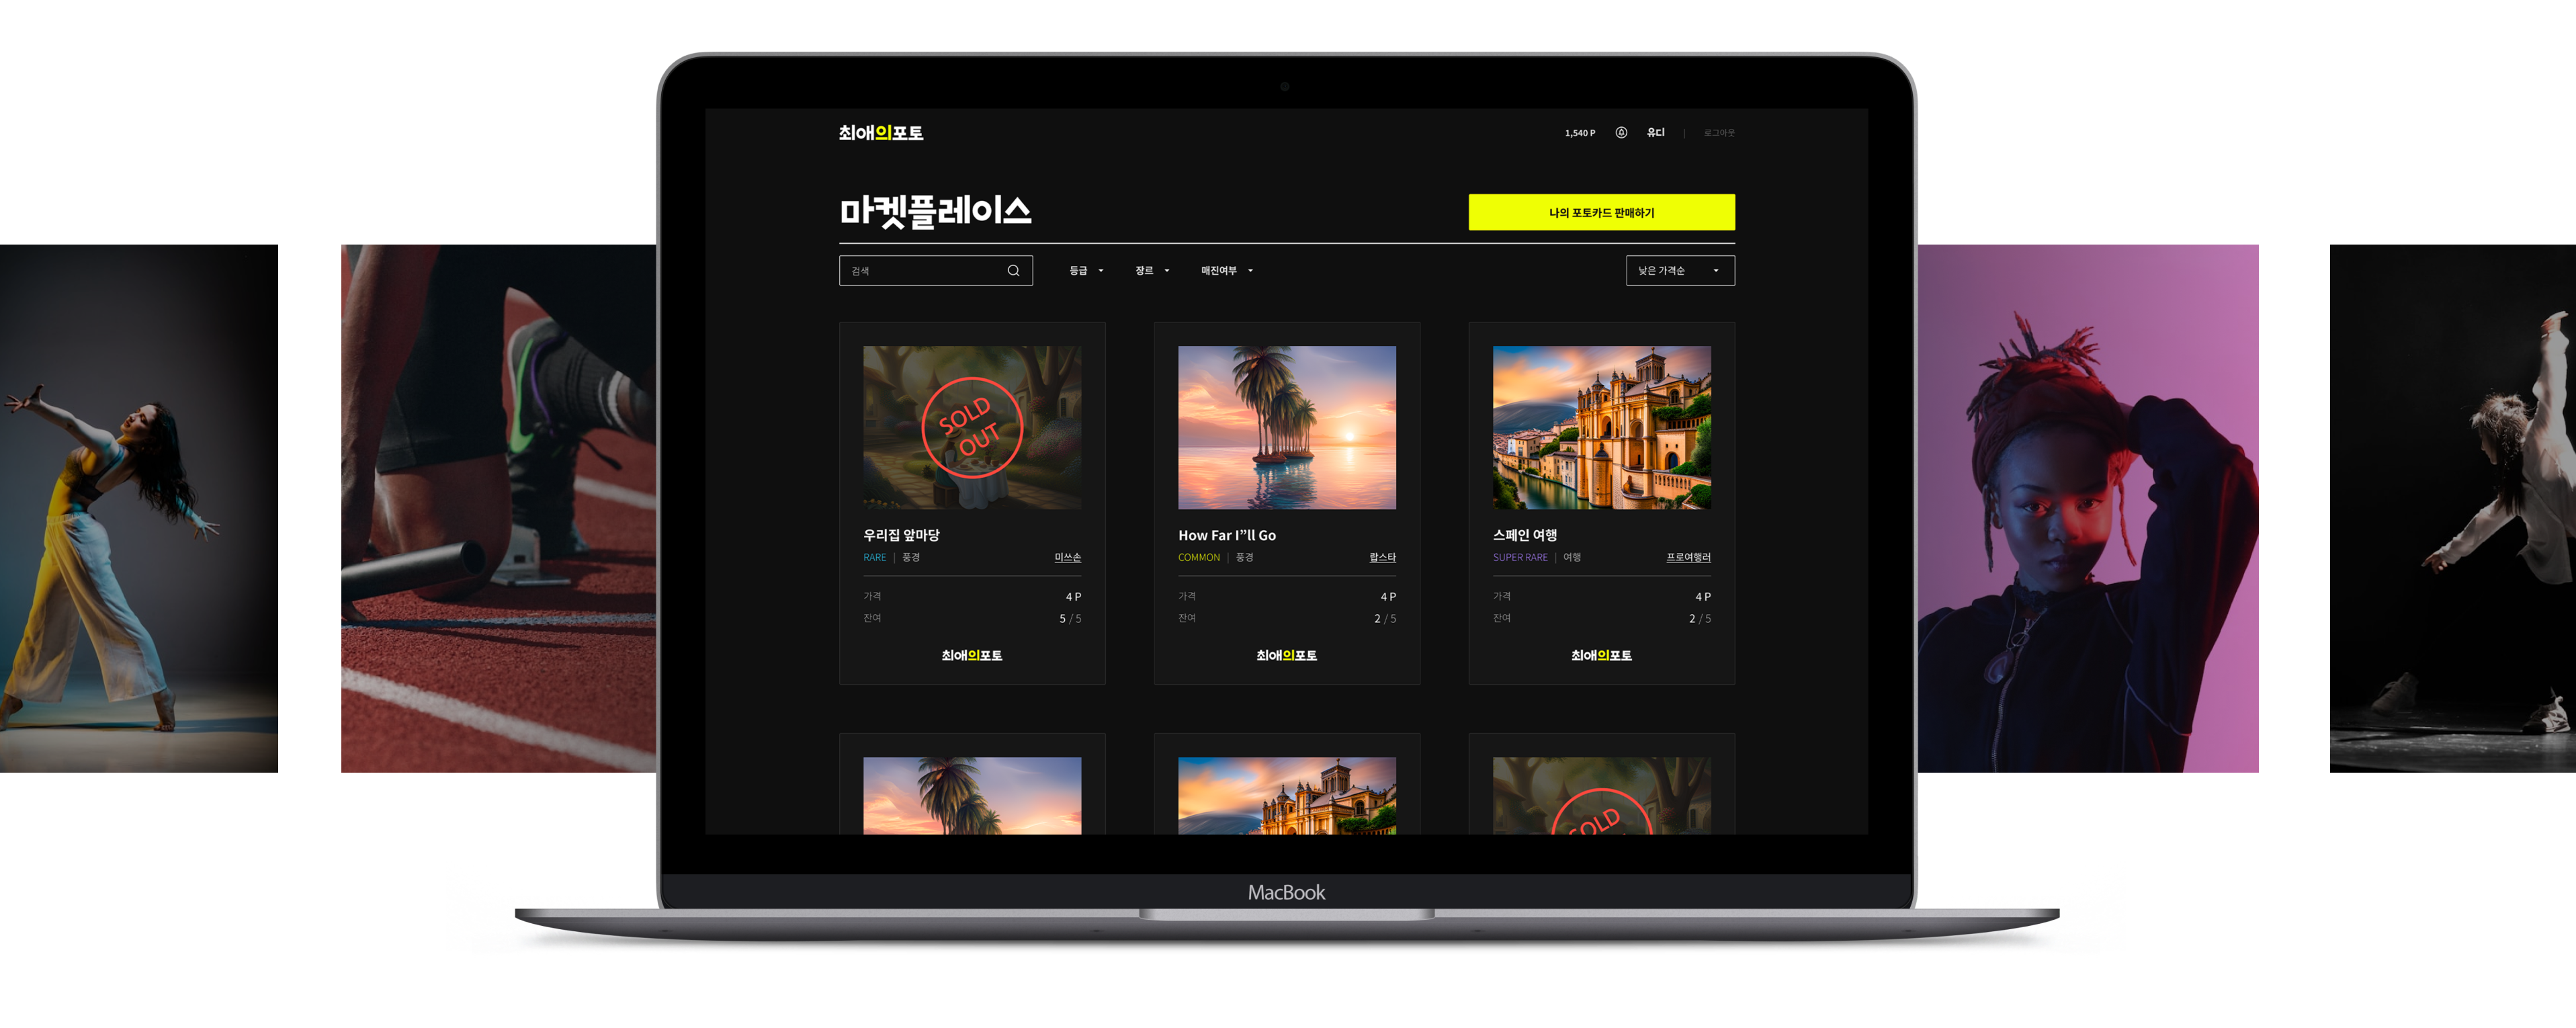 최애의포토
1,540 P 유디 | 로그아웃
마켓플레이스
나의 포토카드 판매하기
검색
등급 장르 매진여부
낮은 가격순
SOLD OUT
우리집 앞마당
RARE | 풍경 미쓰손
가격 4 P
잔여 5 / 5
최애의포토
How Far I”ll Go
COMMON | 풍경 랍스타
가격 4 P
잔여 2 / 5
최애의포토
스페인 여행
SUPER RARE | 여행 프로여행러
가격 4 P
잔여 2 / 5
최애의포토
SOLD
MacBook